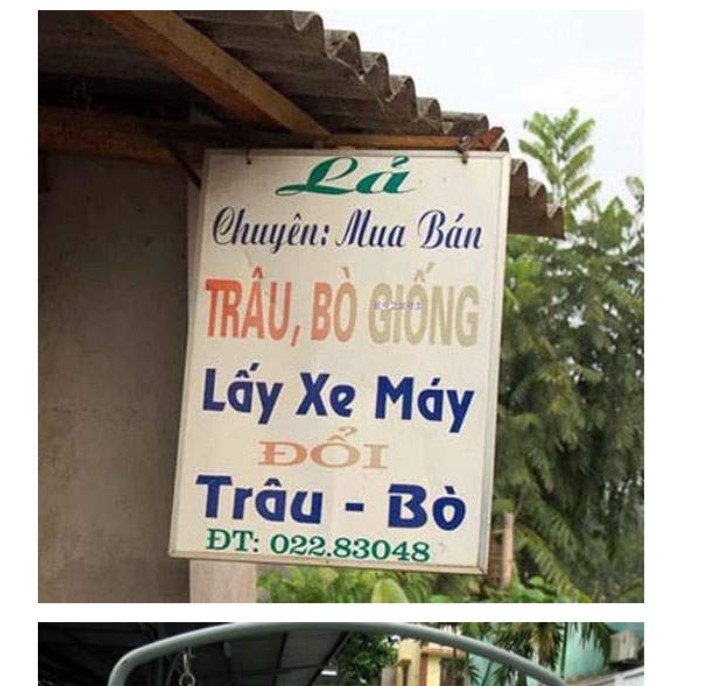 Lả
Chuyên: Mua Bán
TRÂU, BÒ GIỐNG
Lấy Xe Máy
ĐỔI
Trâu - Bò
ĐT: 022.83048